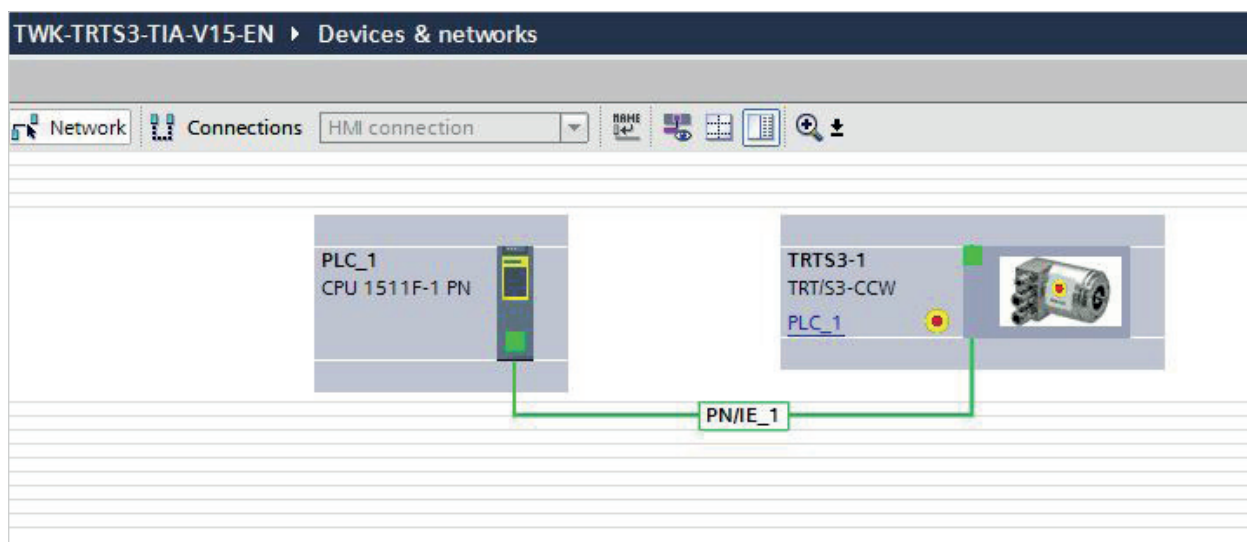 TWK-TRTS3-TIA-V15-EN ▸ Devices & networks
Network Connections HMI connection NAME
PLC_1
CPU 1511F-1 PN
TRTS3-1
TRT/S3-CCW
PLC_1
PN/IE_1